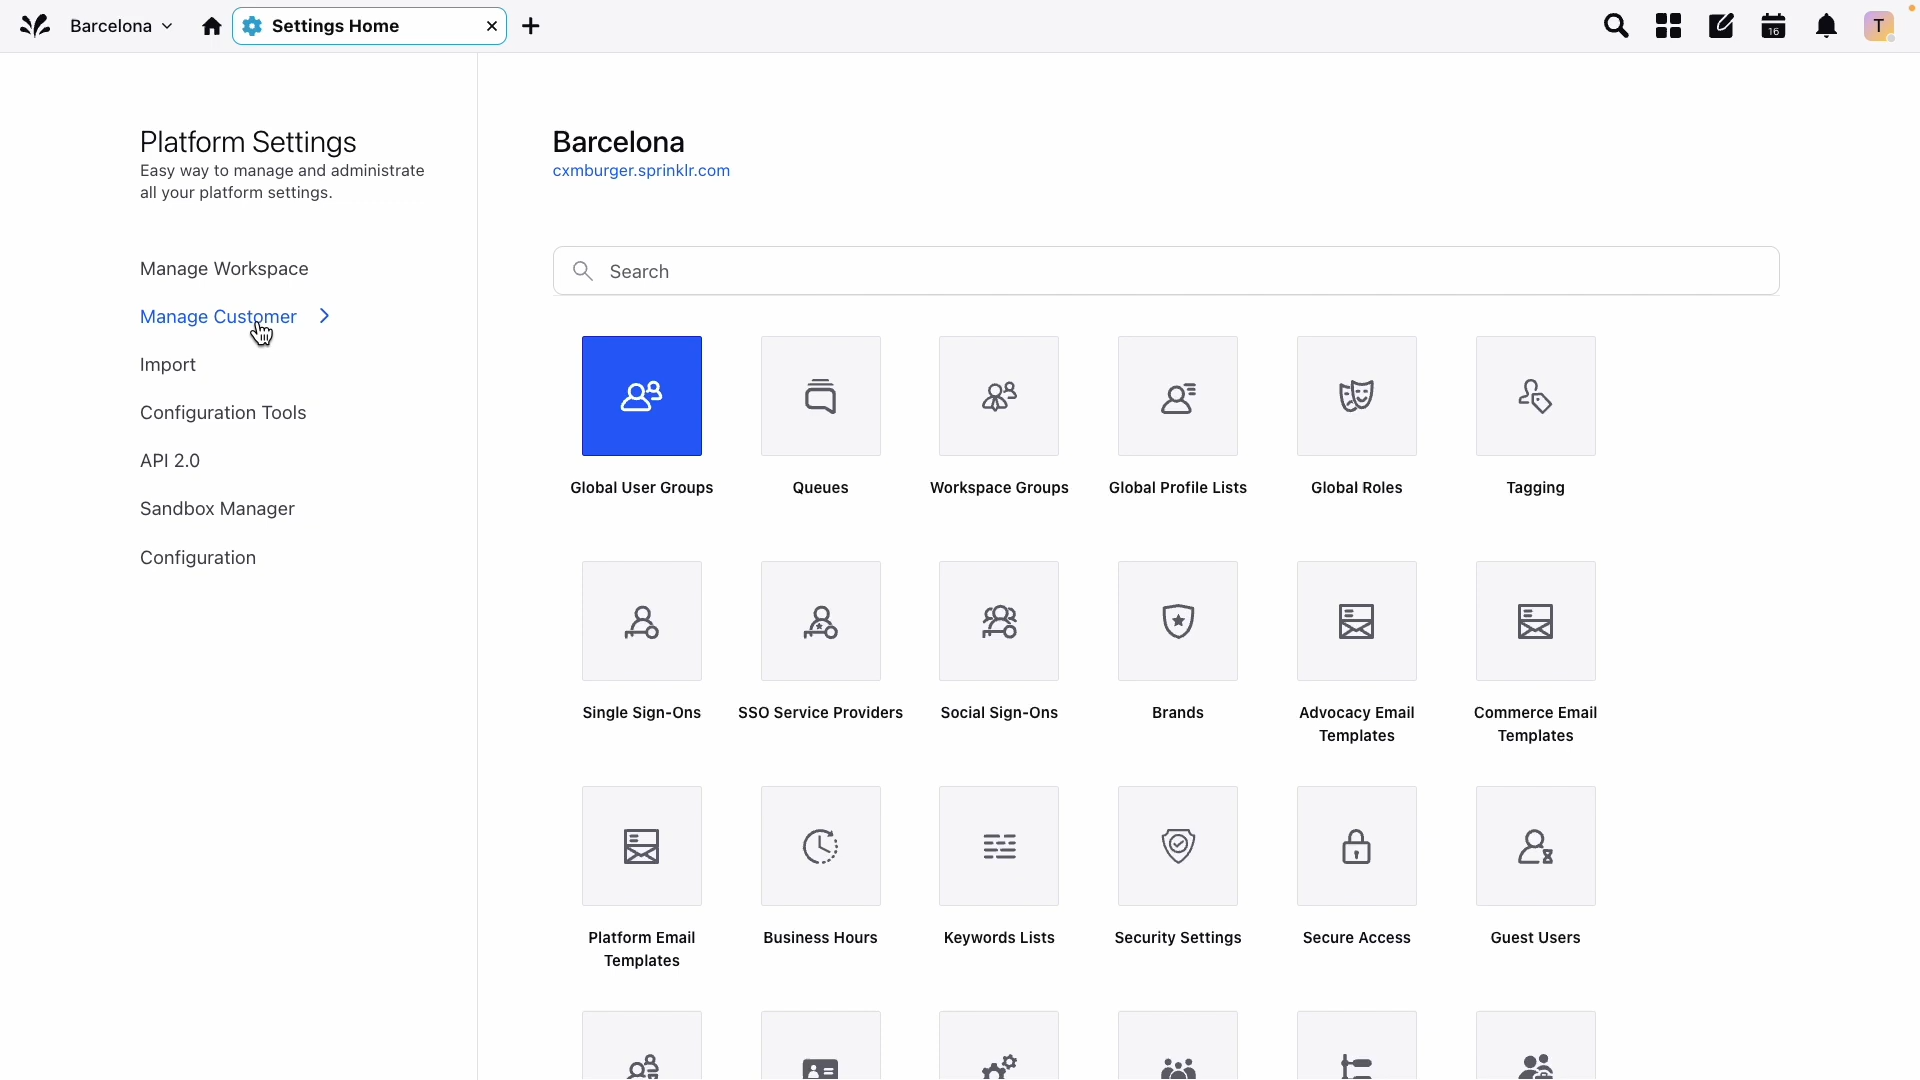 Barcelona
Settings Home
16
T
Platform Settings
Easy way to manage and administrate
all your platform settings.
Manage Workspace
Manage Customer
Import
Configuration Tools
API 2.0
Sandbox Manager
Configuration
Barcelona
cxmburger.sprinklr.com
Search
Global User Groups
Queues
Workspace Groups
Global Profile Lists
Global Roles
Tagging
Single Sign-Ons
SSO Service Providers
Social Sign-Ons
Brands
Advocacy Email
Templates
Commerce Email
Templates
Platform Email
Templates
Business Hours
Keywords Lists
Security Settings
Secure Access
Guest Users